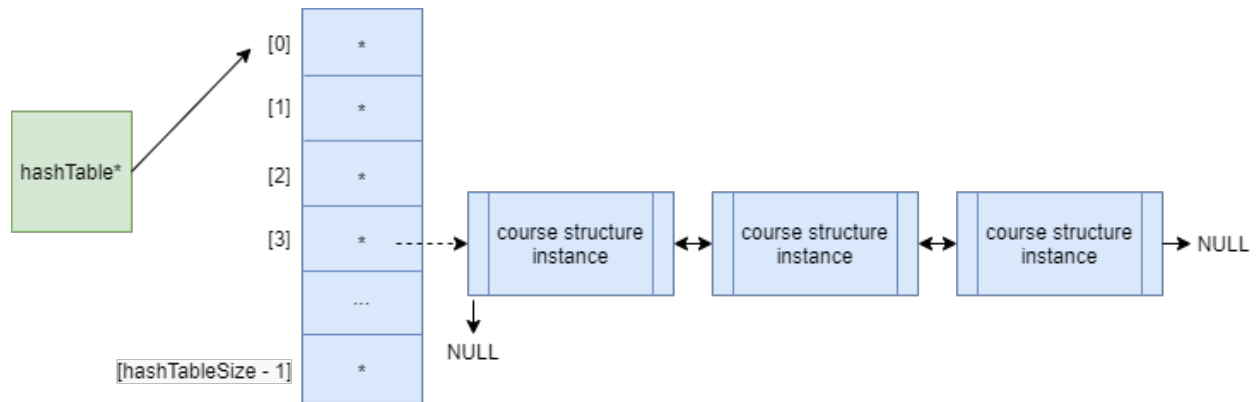 [0]
*
[1]
*
hashTable*
[2]
*
[3]
*
course structure
instance
course structure
instance
course structure
instance
NULL
...
NULL
[hashTableSize - 1]
*